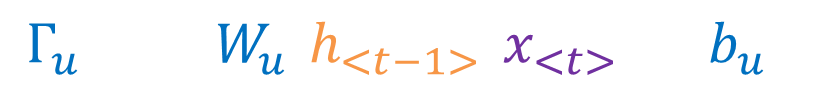 Γ_u W_u h_{<t−1>} x_{<t>} b_u